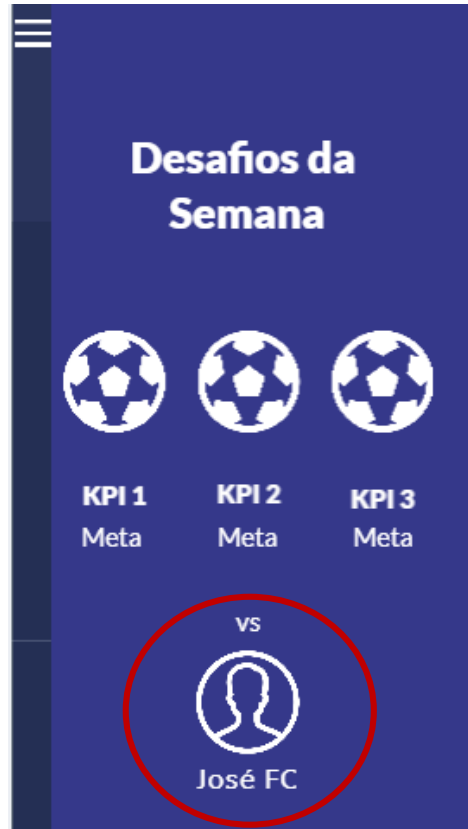 Desafios da
Semana
KPI 1 KPI 2 KPI 3
Meta Meta Meta
vs
José FC